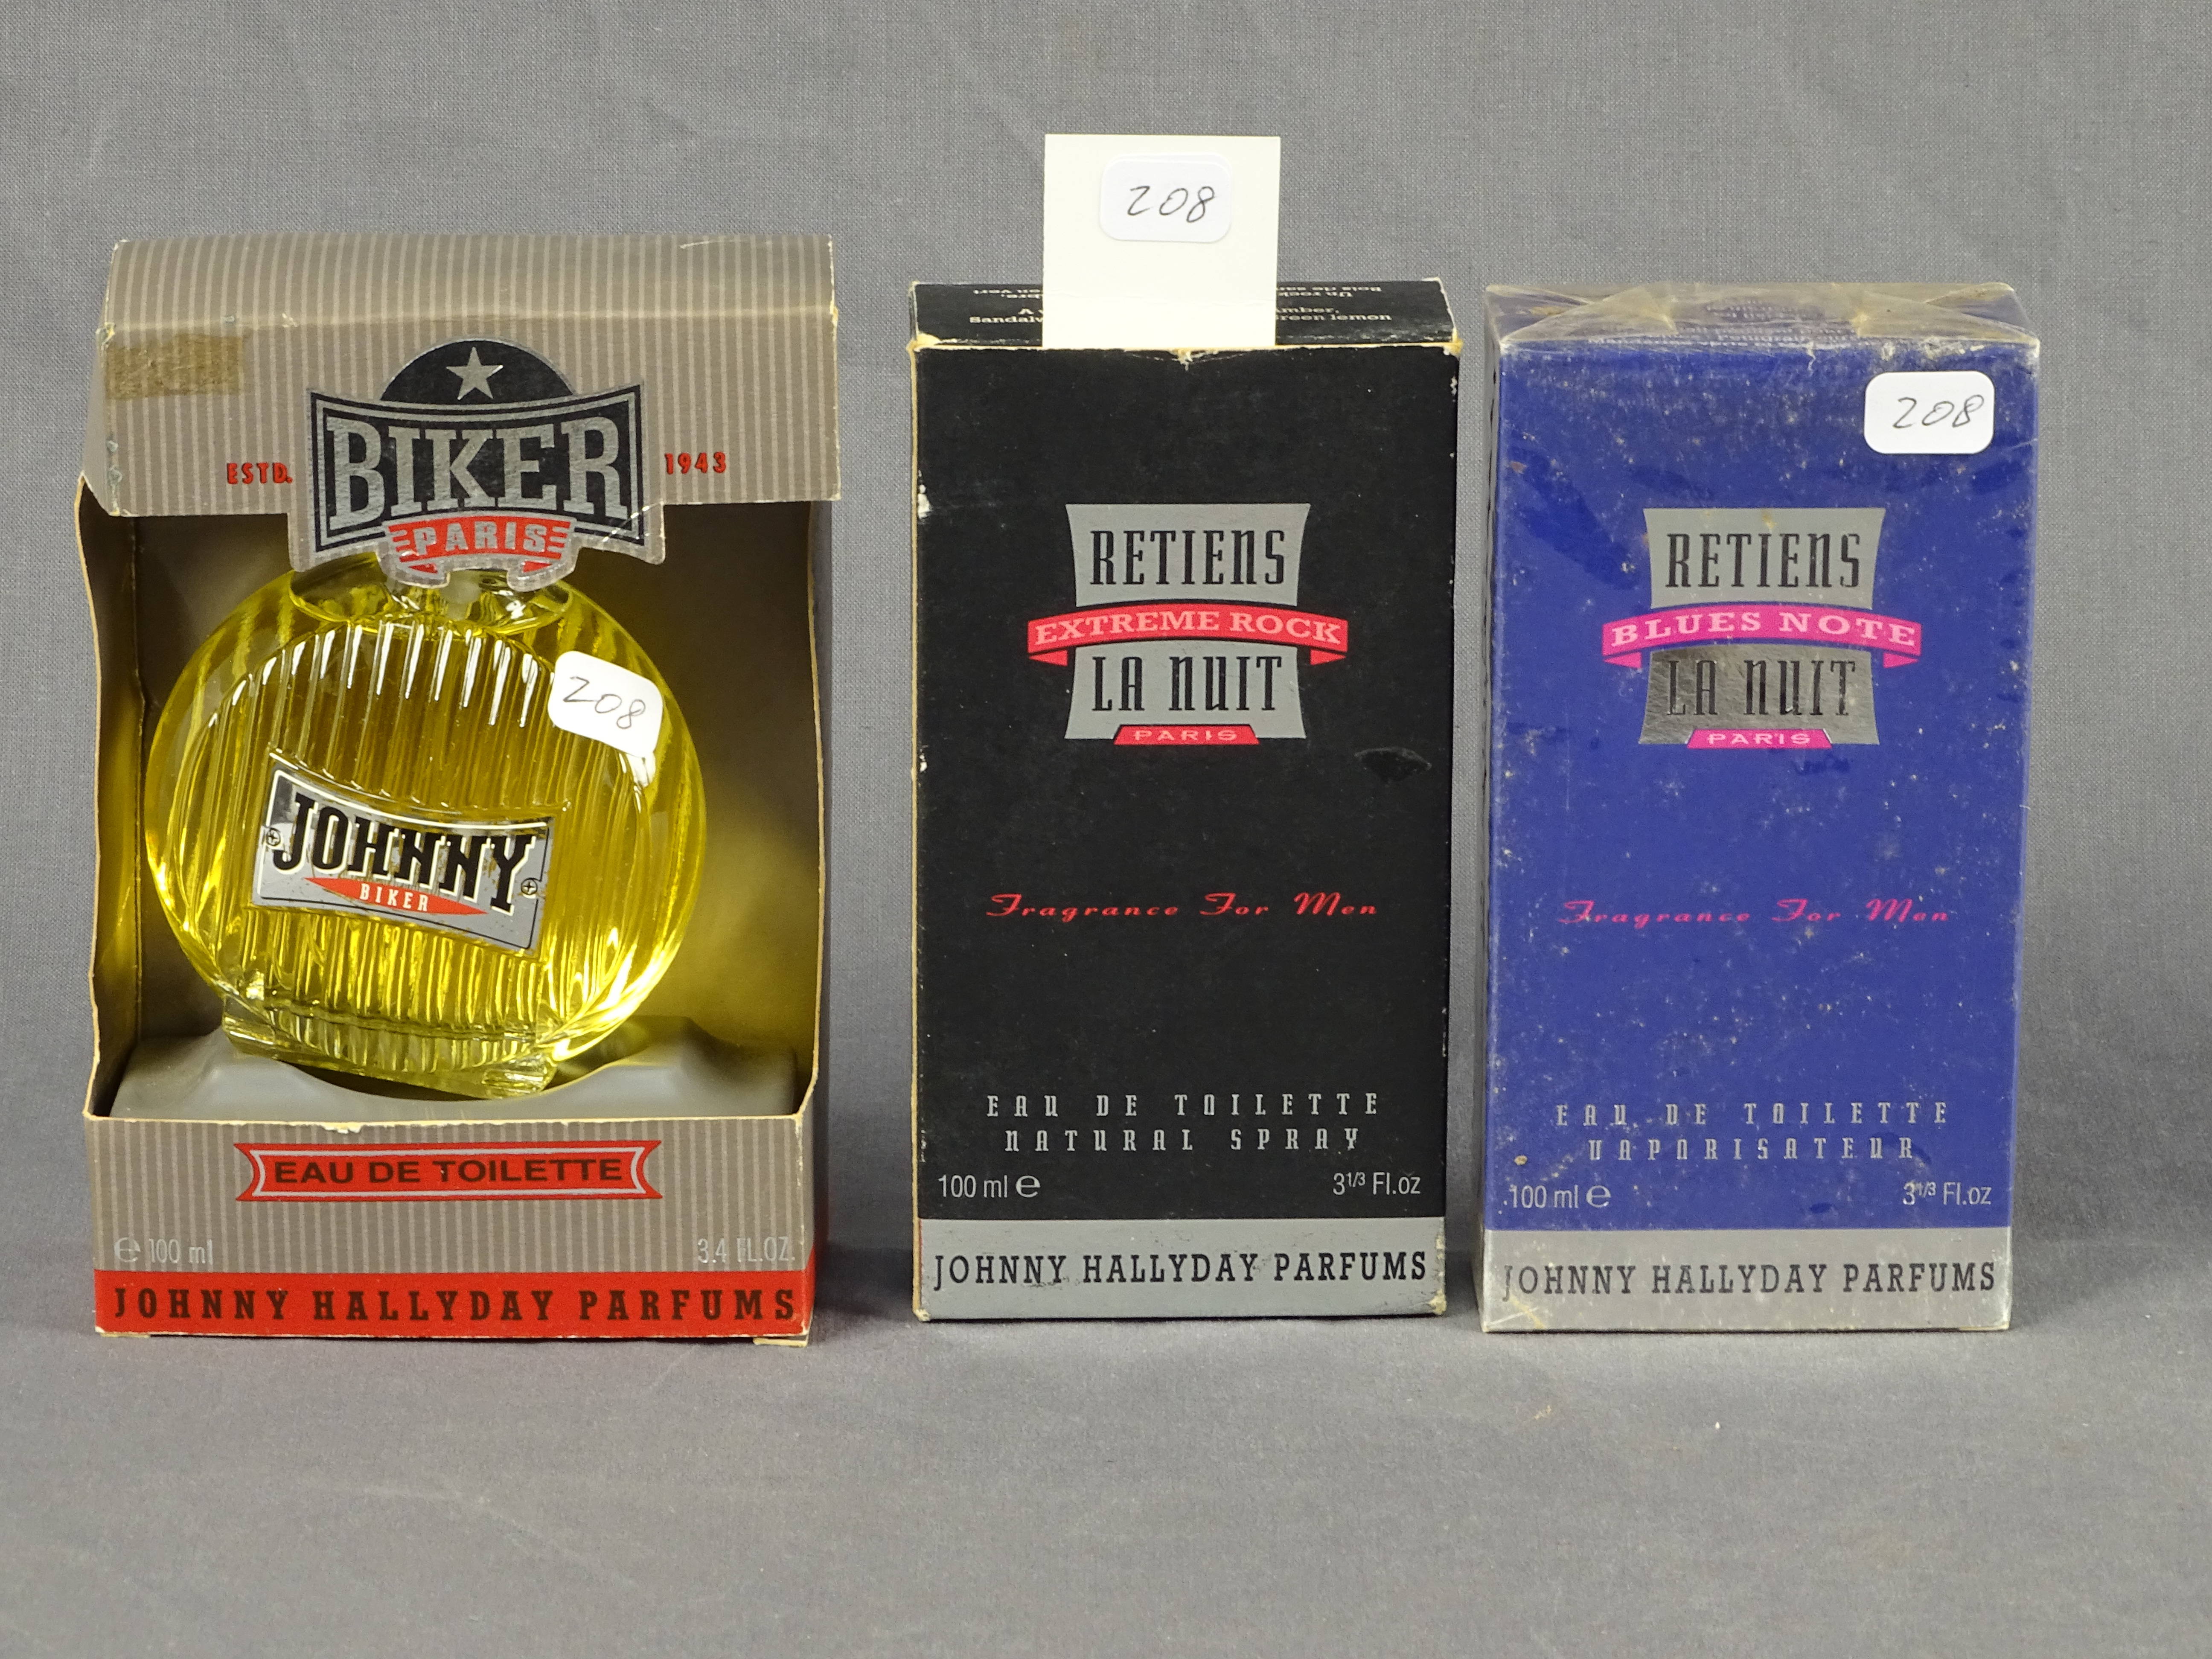 ESTD. BIKER 1943
PARIS
208
JOHNNY
BIKER
EAU DE TOILETTE
e 100 ml 3.4 FL.OZ.
JOHNNY HALLYDAY PARFUMS
208
Green lemon
RETIENS
EXTREME ROCK
LA NUIT
PARIS
Fragrance For Men
EAU DE TOILETTE
NATURAL SPRAY
100 ml e 3 1/3 Fl.oz
JOHNNY HALLYDAY PARFUMS
208
RETIENS
BLUES NOTE
LA NUIT
PARIS
Fragrance For Men
EAU DE TOILETTE
VAPORISATEUR
100 ml e 3 1/3 Fl.oz
JOHNNY HALLYDAY PARFUMS